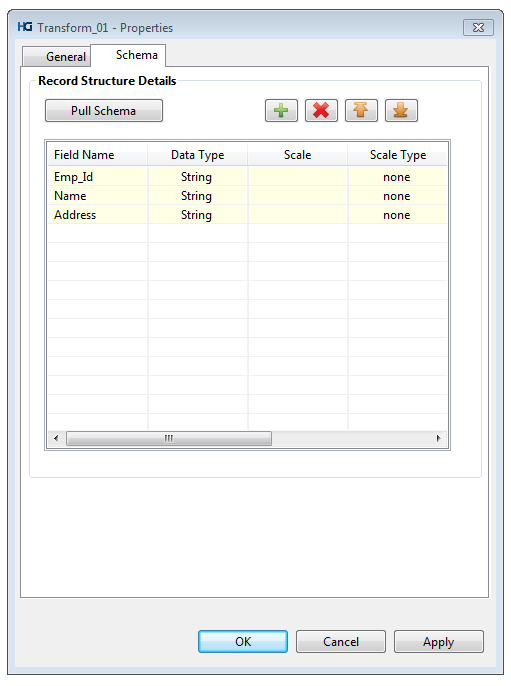 HG Transform_01 - Properties
General Schema
Record Structure Details
Pull Schema
Field Name Data Type Scale Scale Type
Emp_Id String none
Name String none
Address String none
OK Cancel Apply